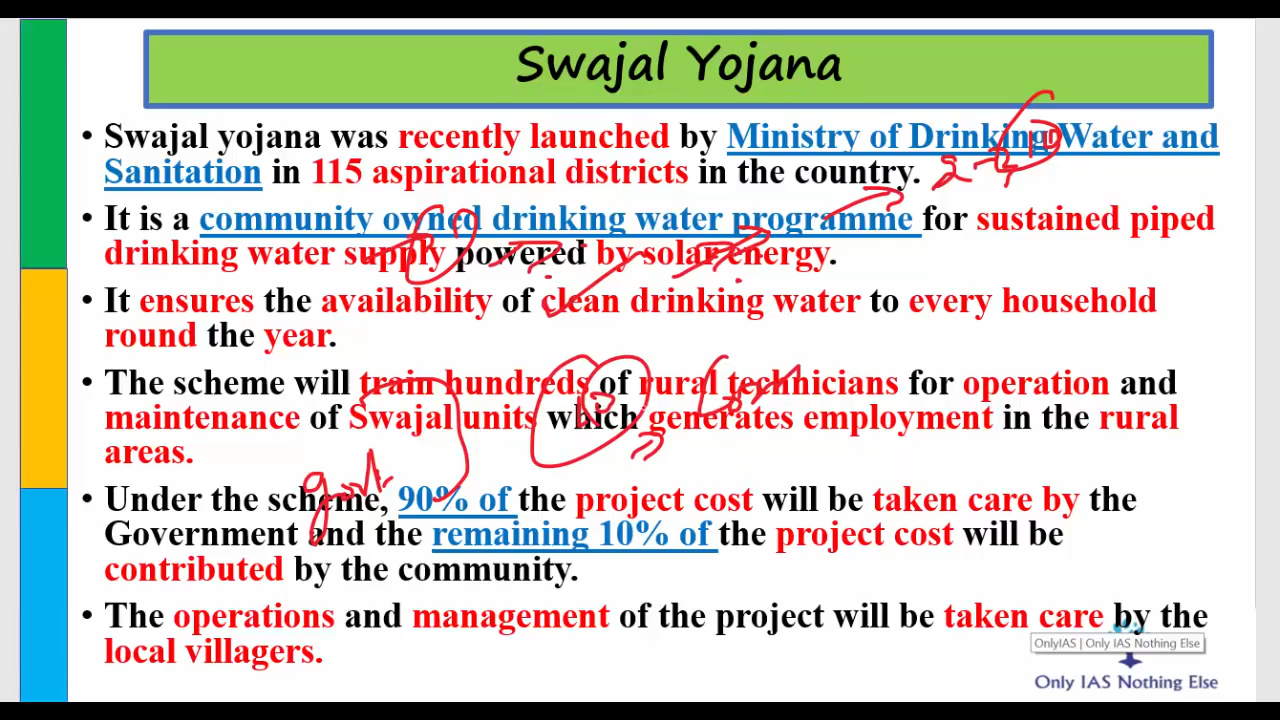 Swajal Yojana
• Swajal yojana was recently launched by Ministry of Drinking Water and
Sanitation in 115 aspirational districts in the country.
• It is a community owned drinking water programme for sustained piped
drinking water supply powered by solar energy.
• It ensures the availability of clean drinking water to every household
round the year.
• The scheme will train hundreds of rural technicians for operation and
maintenance of Swajal units which generates employment in the rural
areas.
govt.
• Under the scheme, 90% of the project cost will be taken care by the
Government and the remaining 10% of the project cost will be
contributed by the community.
• The operations and management of the project will be taken care by the
local villagers.
OnlyIAS | Only IAS Nothing Else
Only IAS Nothing Else